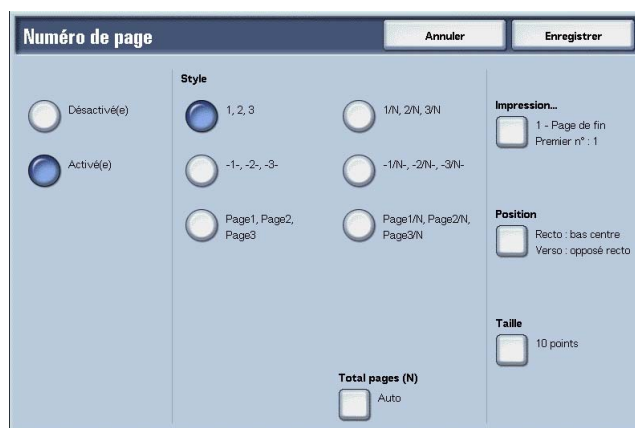 Numéro de page
Annuler
Enregistrer
Désactivé(e)
Activé(e)
Style
1, 2, 3
1/N, 2/N, 3/N
-1-, -2-, -3-
-1/N-, -2/N-, -3/N-
Page1, Page2,
Page3
Page1/N, Page2/N,
Page3/N
Total pages (N)
Auto
Impression...
1 - Page de fin
Premier n° : 1
Position
Recto : bas centre
Verso : opposé recto
Taille
10 points